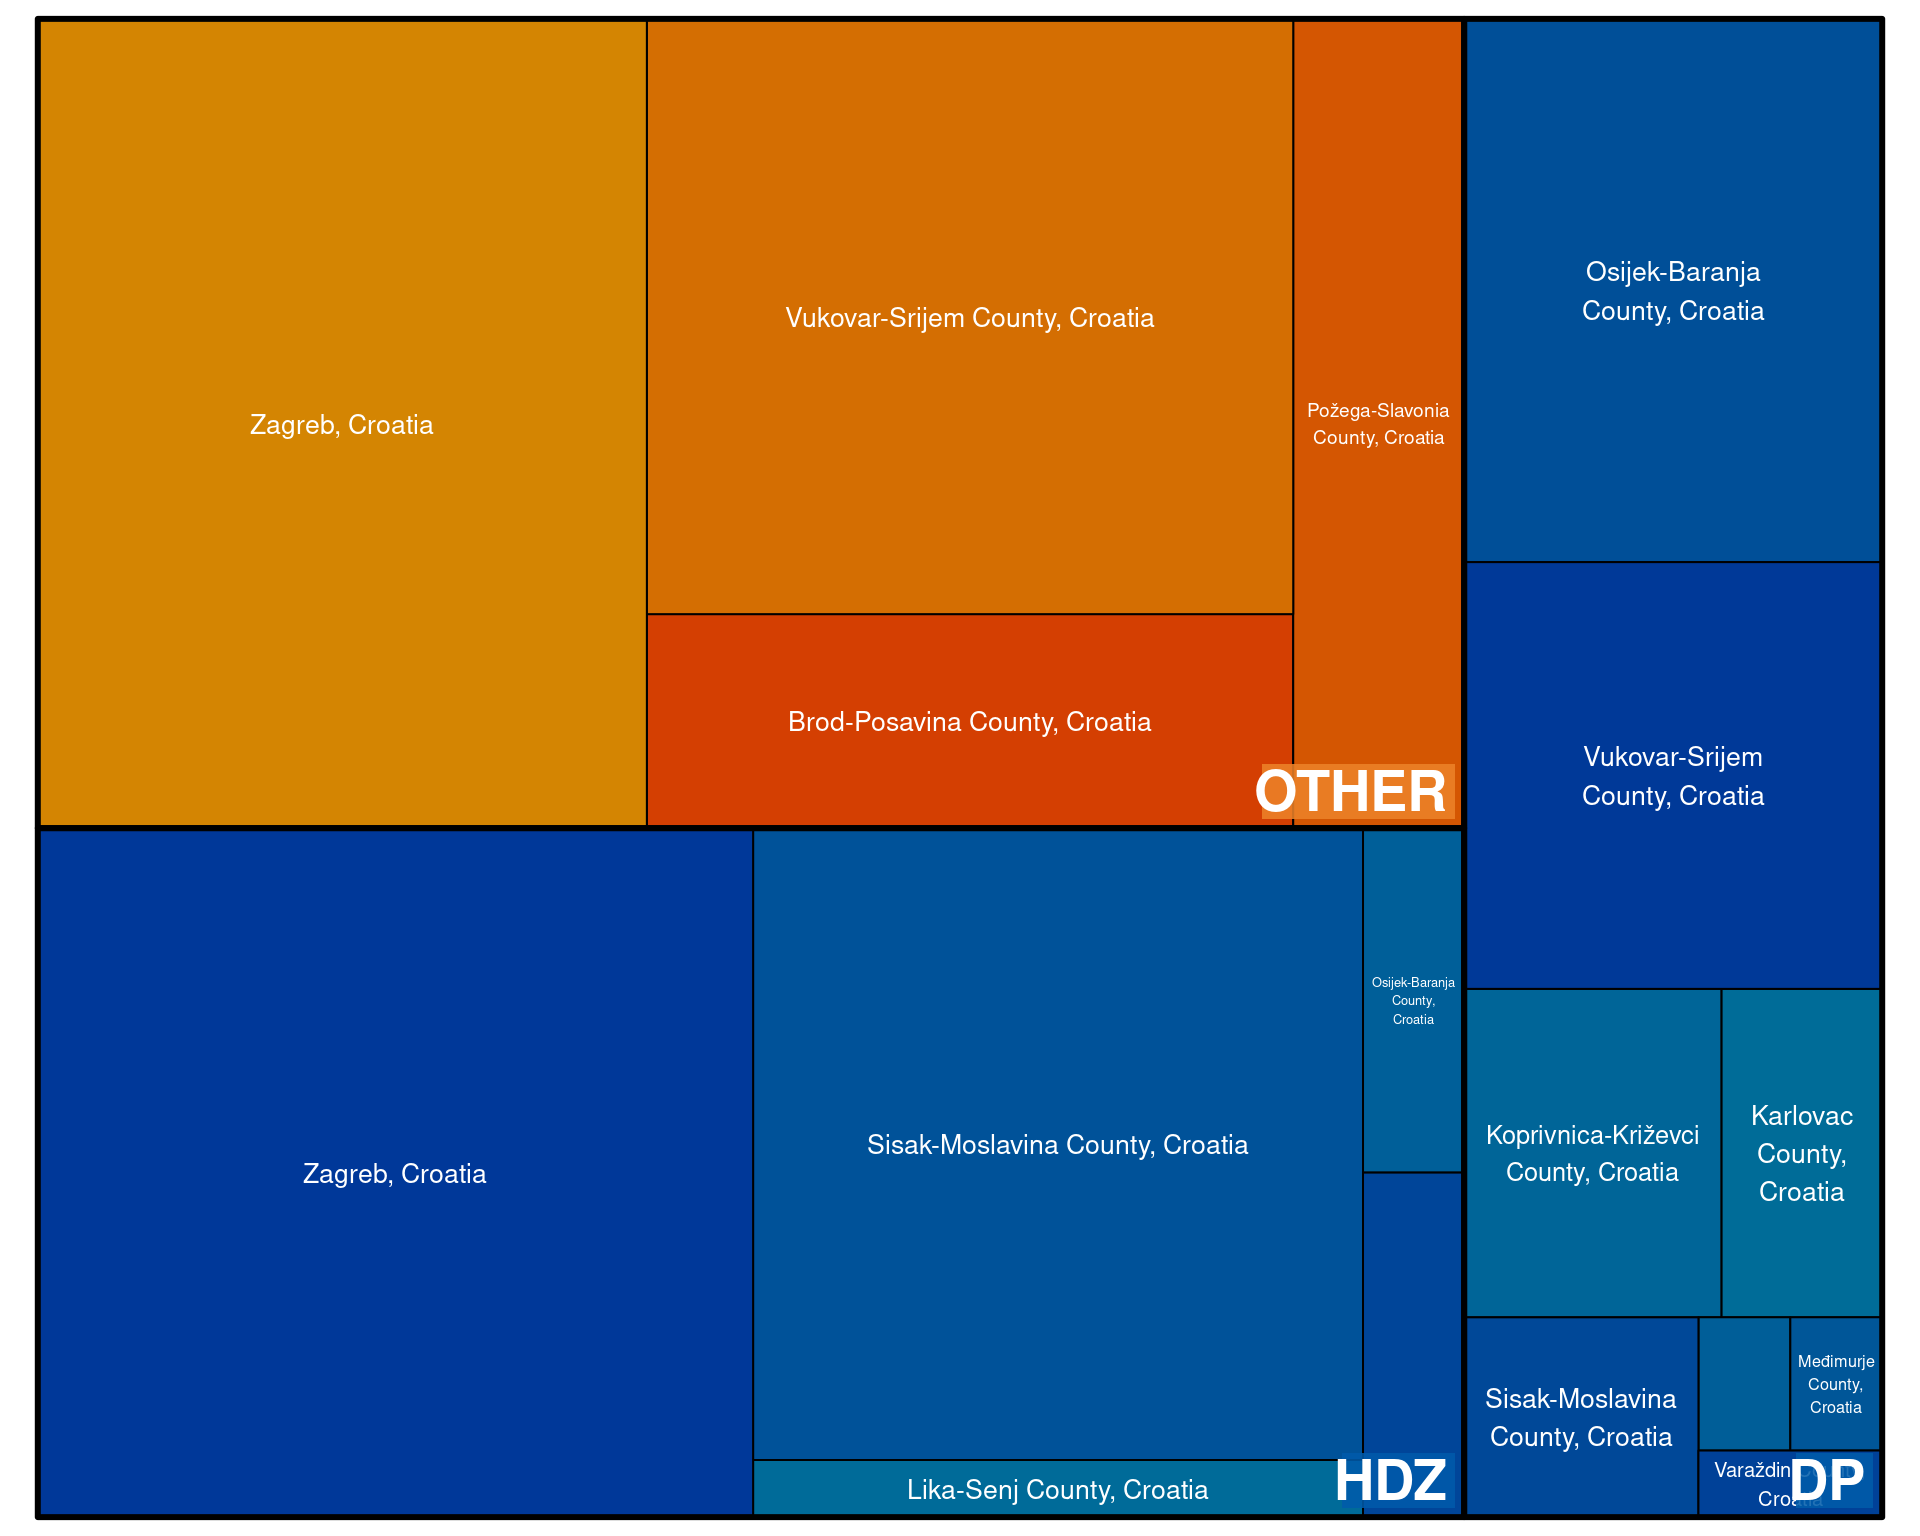 Zagreb, Croatia
Vukovar-Srijem County, Croatia
Požega-Slavonia
County, Croatia
Brod-Posavina County, Croatia
OTHER
Osijek-Baranja
County, Croatia
Vukovar-Srijem
County, Croatia
Zagreb, Croatia
Sisak-Moslavina County, Croatia
Osijek-Baranja
County,
Croatia
Lika-Senj County, Croatia
HDZ
Koprivnica-Križevci
County, Croatia
Karlovac
County,
Croatia
Sisak-Moslavina
County, Croatia
Međimurje
County,
Croatia
Varaždin
Croatia
DP